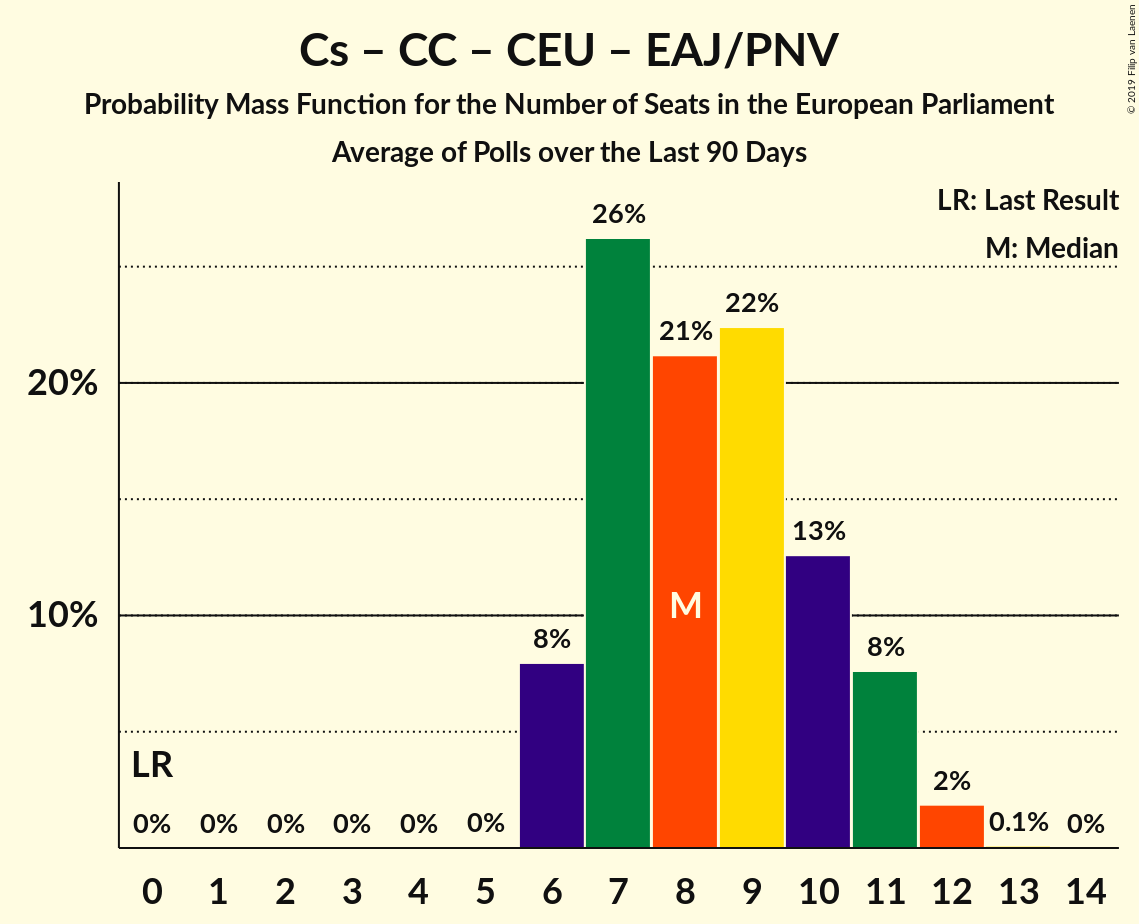 Cs – CC – CEU – EAJ/PNV
Probability Mass Function for the Number of Seats in the European Parliament
Average of Polls over the Last 90 Days
© 2019 Filip van Laenen
LR: Last Result
M: Median
26%
22%
21%
20%
13%
M
10%
8%
8%
LR
2%
0% 0% 0% 0% 0% 0% 0.1% 0%
0 1 2 3 4 5 6 7 8 9 10 11 12 13 14